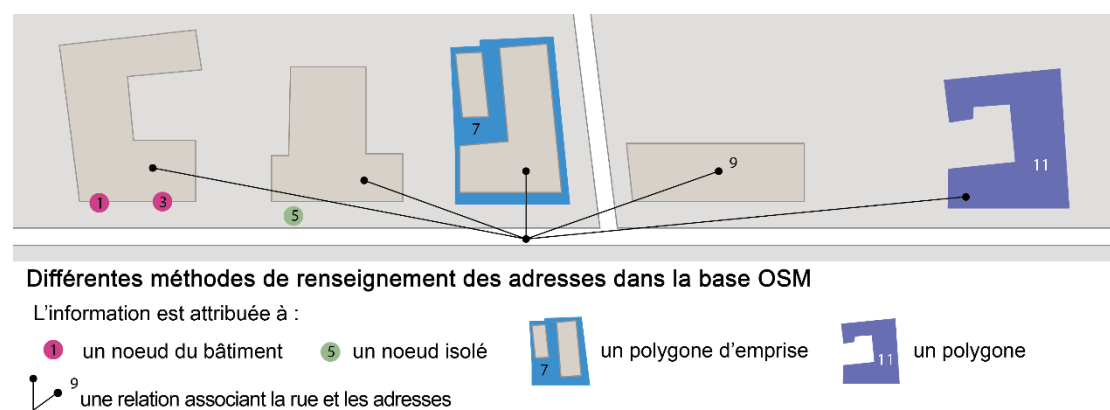 1
3
5
7
9
11
Différentes méthodes de renseignement des adresses dans la base OSM
L'information est attribuée à :
1 un noeud du bâtiment
5 un noeud isolé
7 un polygone d'emprise
11 un polygone
9 une relation associant la rue et les adresses